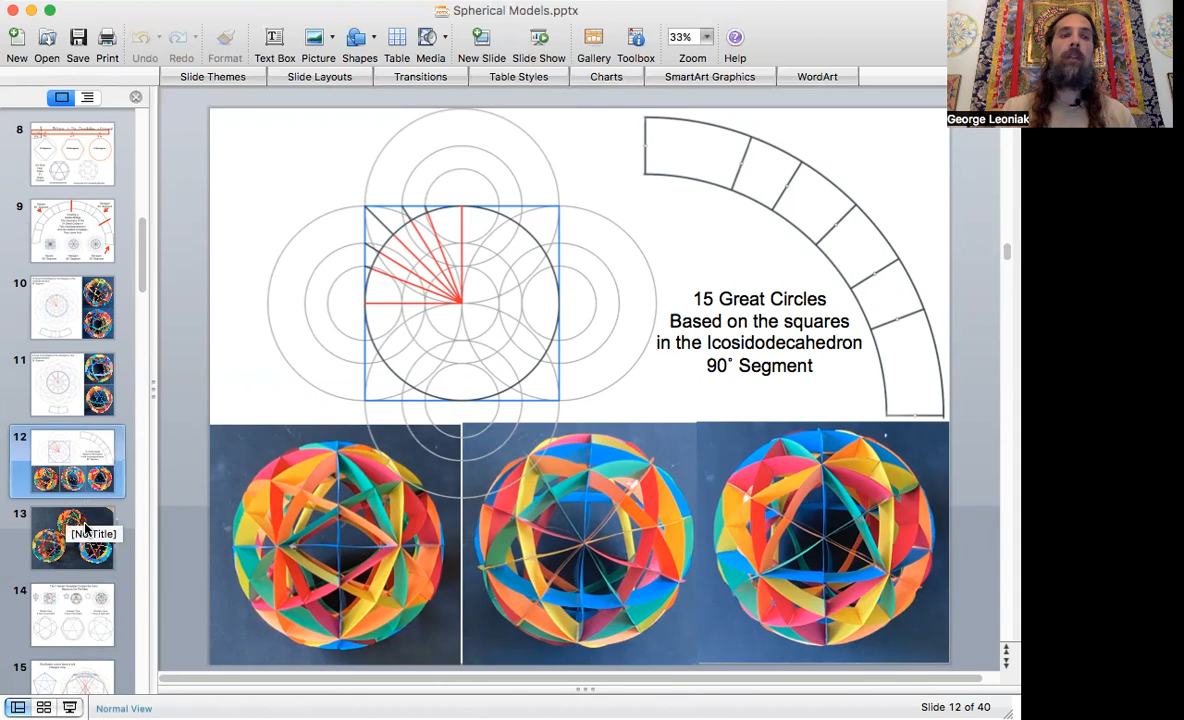 Spherical Models.pptx
New Open Save Print Undo Redo Format Text Box Picture Shapes Table Media New Slide Slide Show Gallery Toolbox Zoom Help
33%
Slide Themes Slide Layouts Transitions Table Styles Charts SmartArt Graphics WordArt
George Leoniak
8
9
10
11
12
13
[No Title]
14
15
15 Great Circles
Based on the squares
in the Icosidodecahedron
90˚ Segment
Normal View
Slide 12 of 40